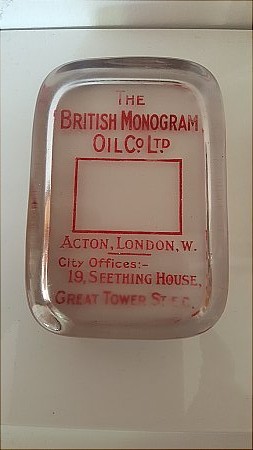 THE
BRITISH MONOGRAM
OIL CO LTD
ACTON, LONDON, W.
City Offices:-
19, SEETHING HOUSE,
GREAT TOWER ST. E.C.